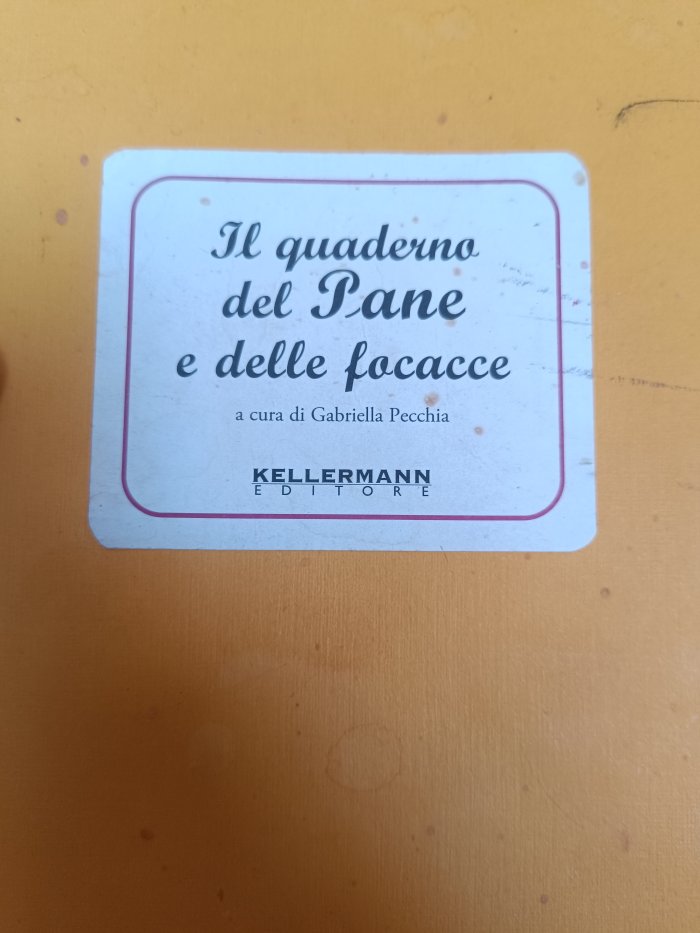 Il quaderno
del Pane
e delle focacce
a cura di Gabriella Pecchia
KELLERMANN
EDITORE